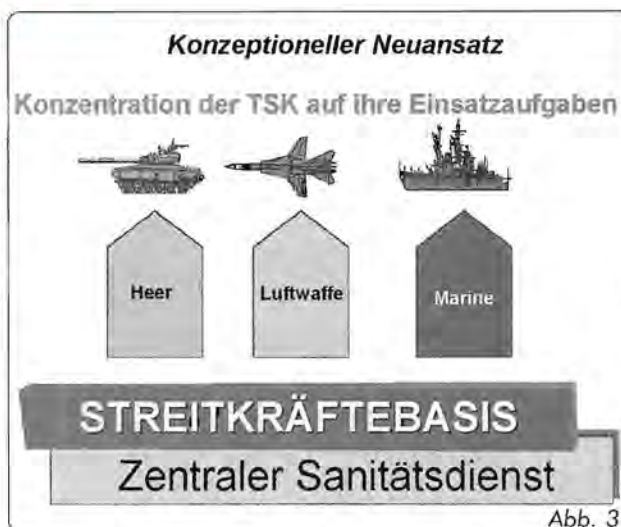 Konzeptioneller Neuansatz
Konzentration der TSK auf ihre Einsatzaufgaben
Heer
Luftwaffe
Marine
STREITKRÄFTEBASIS
Zentraler Sanitätsdienst
Abb. 3